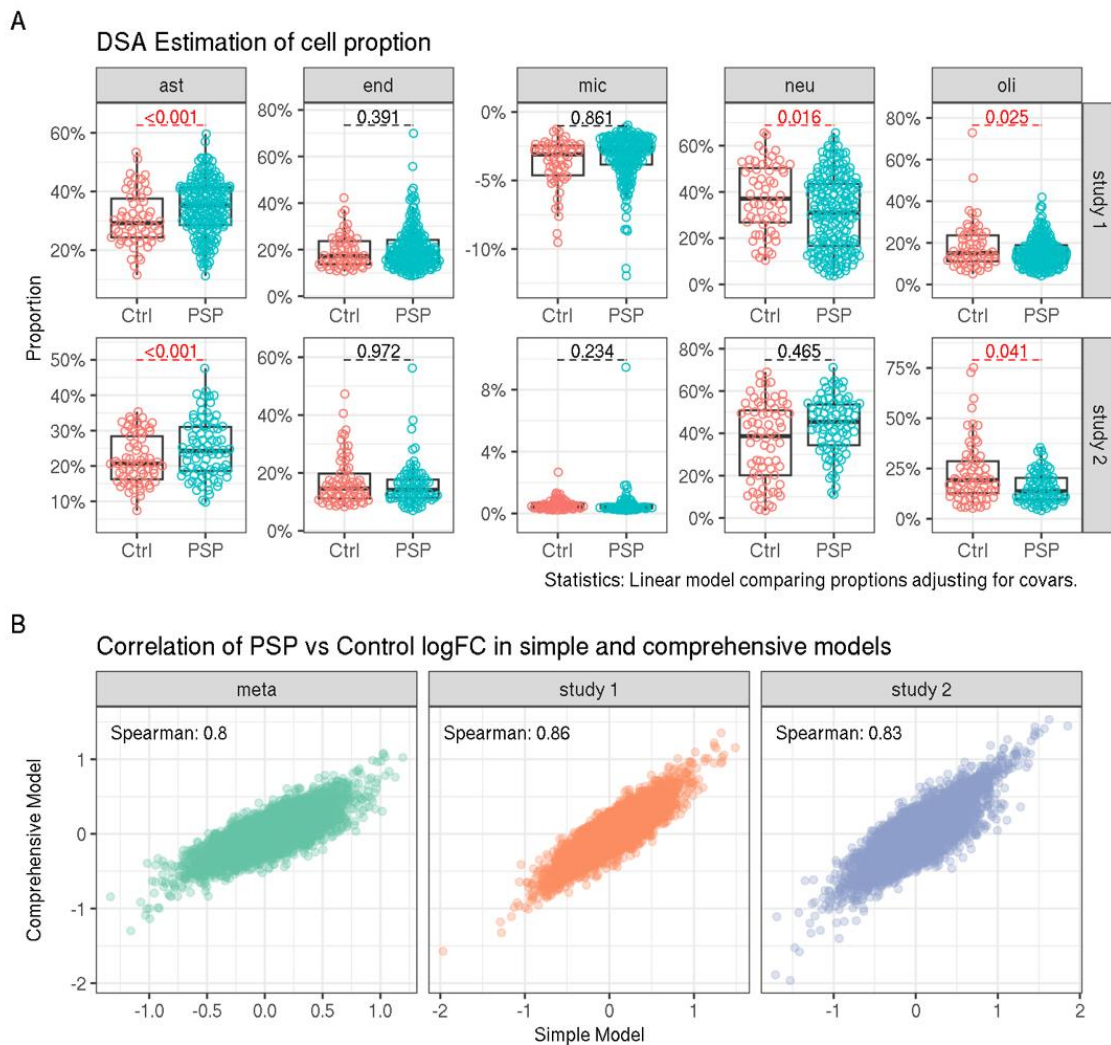 A
DSA Estimation of cell proption
ast end mic neu oli
<0.001 0.391 0.861 0.016 0.025
60% 40% 20%
80% 60% 40% 20% 0%
0% -5% -10%
60% 40% 20% 0%
80% 60% 40% 20% 0%
study 1
Ctrl PSP Ctrl PSP Ctrl PSP Ctrl PSP Ctrl PSP
Proportion
<0.001 0.972 0.234 0.465 0.041
50% 40% 30% 20% 10%
60% 40% 20% 0%
8% 4% 0%
80% 60% 40% 20% 0%
75% 50% 25% 0%
study 2
Ctrl PSP Ctrl PSP Ctrl PSP Ctrl PSP Ctrl PSP
Statistics: Linear model comparing proptions adjusting for covars.
B
Correlation of PSP vs Control logFC in simple and comprehensive models
meta study 1 study 2
Spearman: 0.8 Spearman: 0.86 Spearman: 0.83
Comprehensive Model
1
0
-1
-2
-1.0 -0.5 0.0 0.5 1.0 -2 -1 0 1 -1 0 1 2
Simple Model